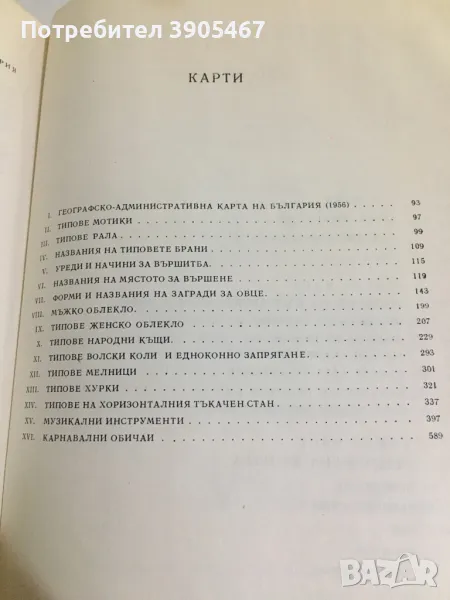 Потребител 3905467
КАРТИ
I. ГЕОГРАФСКО-АДМИНИСТРАТИВНА КАРТА НА БЪЛГАРИЯ (1956) . . . . . 93
II. ТИПОВЕ МОТИКИ . . . . . 97
III. ТИПОВЕ РАЛА . . . . . 99
IV. НАЗВАНИЯ НА ТИПОВЕТЕ БРАНИ . . . . . 109
V. УРЕДИ И НАЧИНИ ЗА ВЪРШИТБА . . . . . 115
VI. НАЗВАНИЯ НА МЯСТОТО ЗА ВЪРШЕНЕ . . . . . 119
VII. ФОРМИ И НАЗВАНИЯ НА ЗАГРАДИ ЗА ОВЦЕ . . . . . 143
VIII. МЪЖКО ОБЛЕКЛО . . . . . 199
IX. ТИПОВЕ ЖЕНСКО ОБЛЕКЛО . . . . . 207
X. ТИПОВЕ НАРОДНИ КЪЩИ . . . . . 229
XI. ТИПОВЕ ВОЛСКИ КОЛИ И ЕДНОКОННО ЗАПРЯГАНЕ . . . . . 293
XII. ТИПОВЕ МЕЛНИЦИ . . . . . 301
XIII. ТИПОВЕ ХУРКИ . . . . . 321
XIV. ТИПОВЕ НА ХОРИЗОНТАЛНИЯ ТЪКАЧЕН СТАН . . . . . 337
XV. МУЗИКАЛНИ ИНСТРУМЕНТИ . . . . . 397
XVI. КАРНАВАЛНИ ОБИЧАИ . . . . . 589
BAZAR